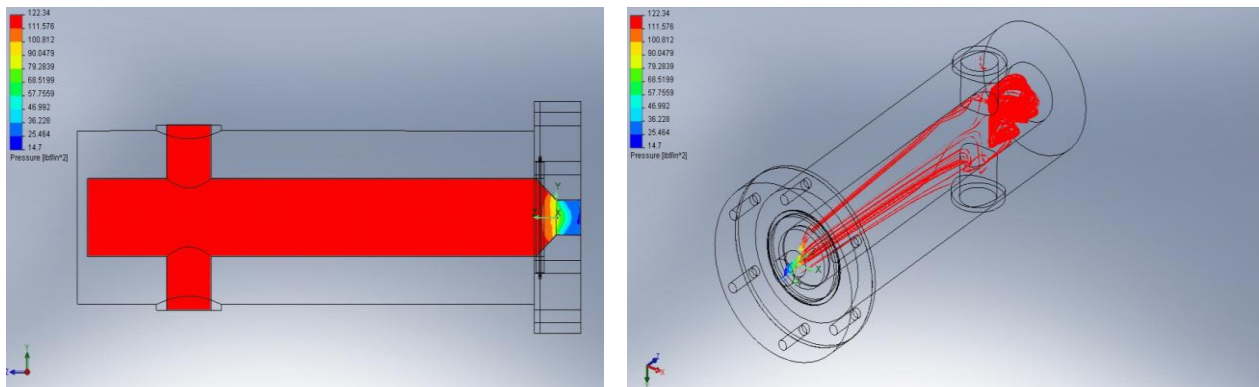 122.34
111.576
100.812
90.0479
79.2839
68.5199
57.7559
46.992
36.228
25.464
14.7
Pressure [lbf/in^2]
Y
X
Y
Z
122.34
111.576
100.812
90.0479
79.2839
68.5199
57.7559
46.992
36.228
25.464
14.7
Pressure [lbf/in^2]
X
Z
X
Y